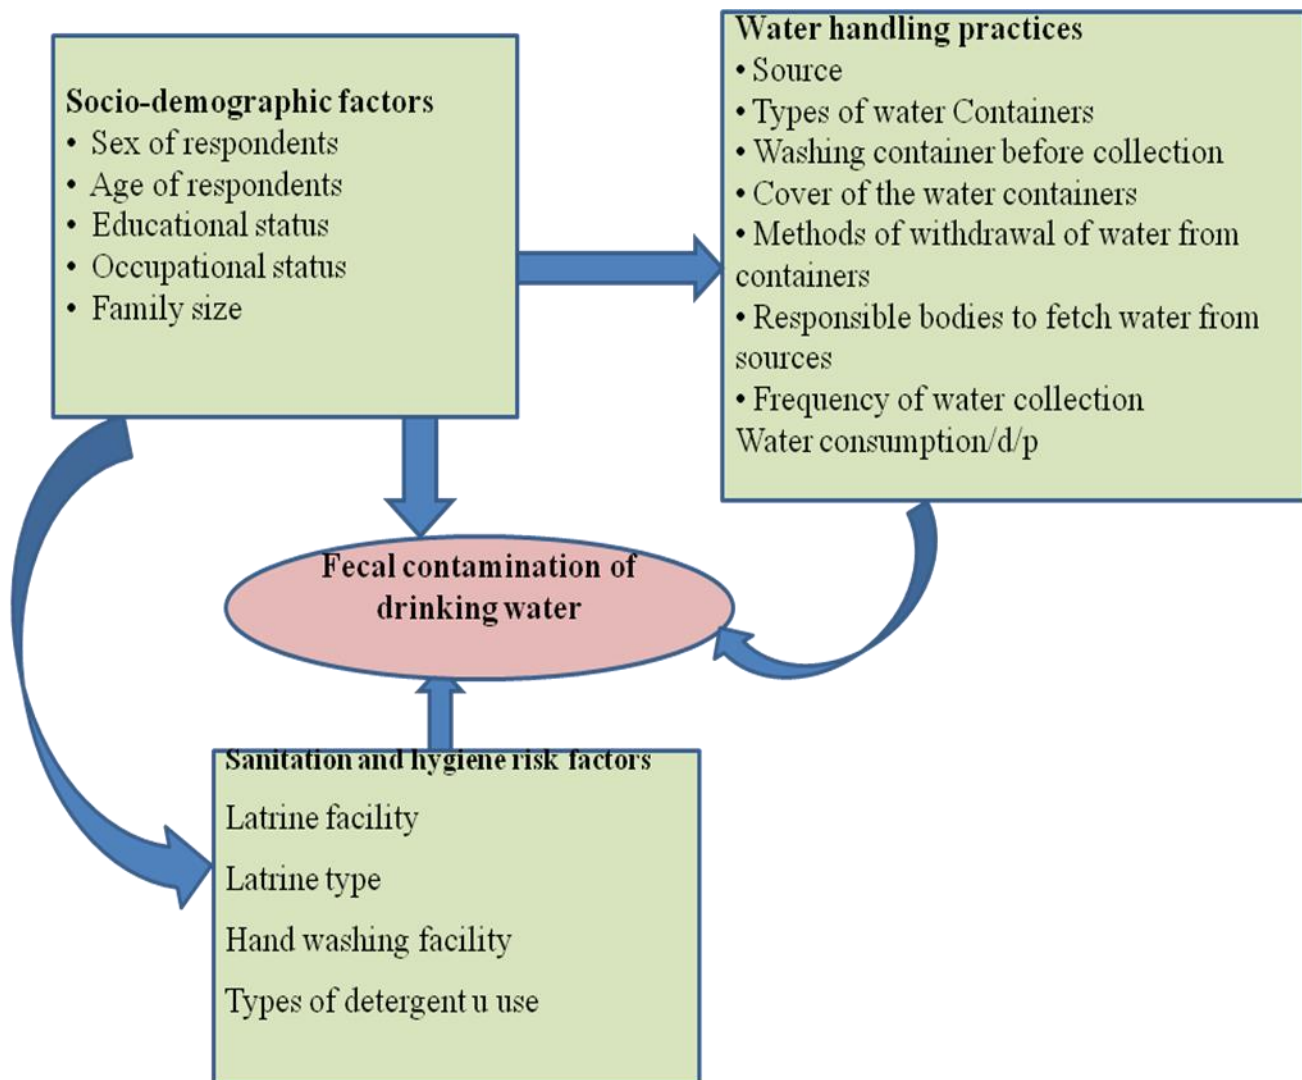 Socio-demographic factors
• Sex of respondents
• Age of respondents
• Educational status
• Occupational status
• Family size
Water handling practices
• Source
• Types of water Containers
• Washing container before collection
• Cover of the water containers
• Methods of withdrawal of water from
containers
• Responsible bodies to fetch water from
sources
• Frequency of water collection
Water consumption/d/p
Fecal contamination of
drinking water
Sanitation and hygiene risk factors
Latrine facility
Latrine type
Hand washing facility
Types of detergent u use